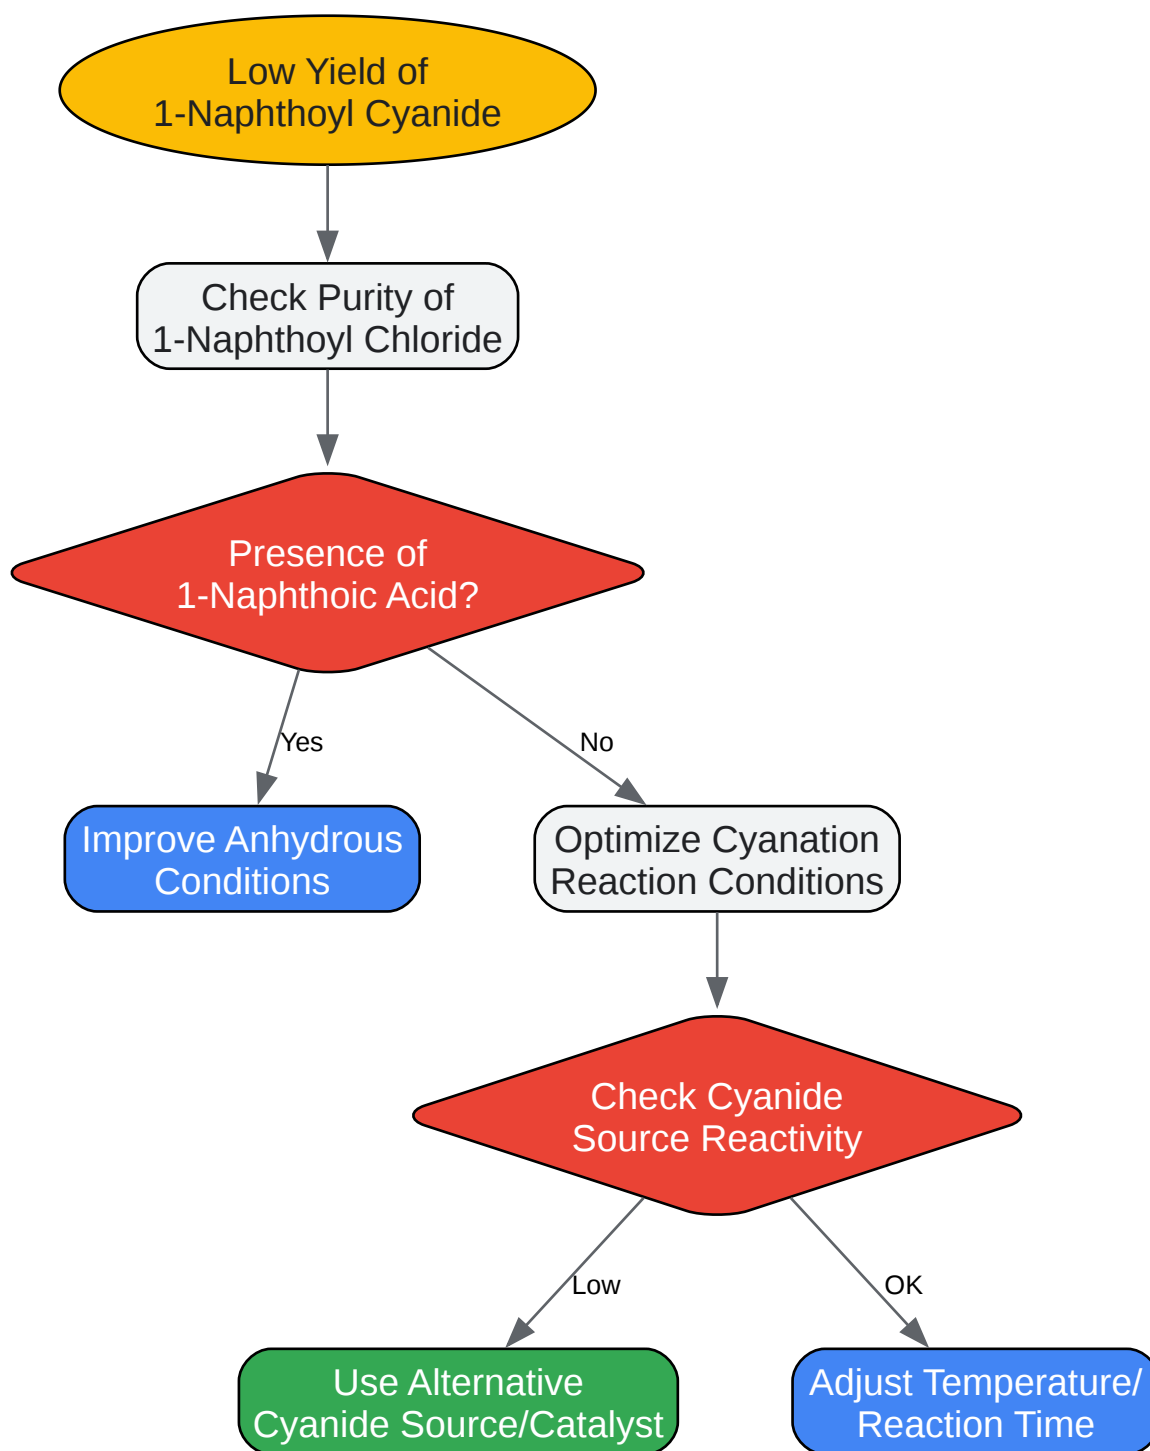 Low Yield of
1-Naphthoyl Cyanide
Check Purity of
1-Naphthoyl Chloride
Presence of
1-Naphthoic Acid?
Yes
No
Improve Anhydrous
Conditions
Optimize Cyanation
Reaction Conditions
Check Cyanide
Source Reactivity
Low
OK
Use Alternative
Cyanide Source/Catalyst
Adjust Temperature/
Reaction Time